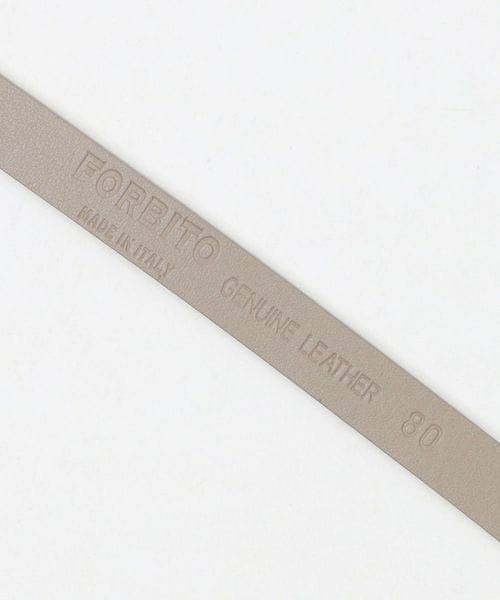 FORBITO
MADE IN ITALY
GENUINE LEATHER
80